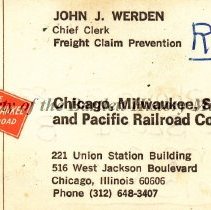 JOHN J. WERDEN
Chief Clerk
Freight Claim Prevention
R
Chicago, Milwaukee, S
and Pacific Railroad Co
221 Union Station Building
516 West Jackson Boulevard
Chicago, Illinois 60606
Phone (312) 648-3407